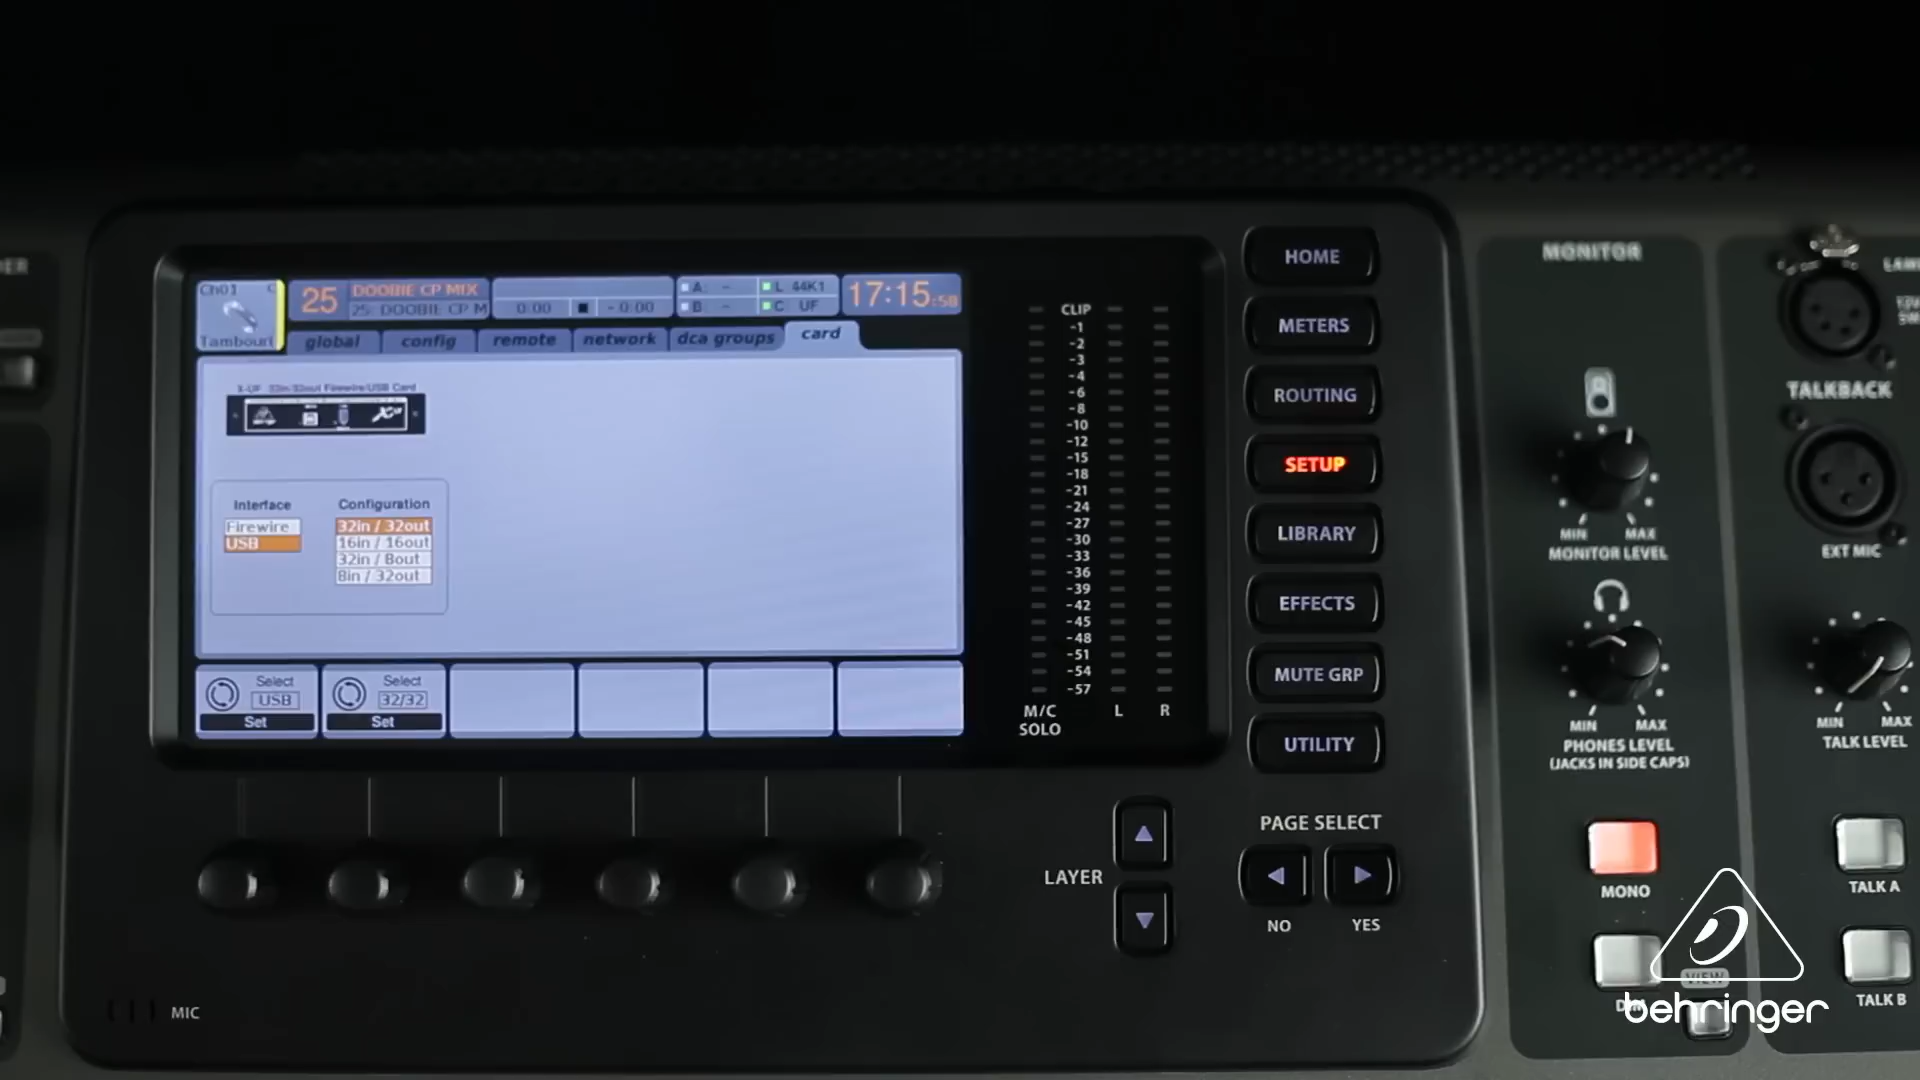 Ch01 C
Tambouri
25 DOOBIE CP MIX
25: DOOBIE CP M
0:00 - 0:00
A: - L 44K1
B: - C UF
17:15:58
global config remote network dca groups card
X-UF 32in/32out Firewire/USB Card
Interface
Firewire
USB
Configuration
32in / 32out
16in / 16out
32in / 8out
8in / 32out
Select
USB
Set
Select
32/32
Set
CLIP
-1
-2
-3
-4
-6
-8
-10
-12
-15
-18
-21
-24
-27
-30
-33
-36
-39
-42
-45
-48
-51
-54
-57
M/C
SOLO
L
R
HOME
METERS
ROUTING
SETUP
LIBRARY
EFFECTS
MUTE GRP
UTILITY
LAYER
PAGE SELECT
NO
YES
MIC
MONITOR
MIN MAX
MONITOR LEVEL
MIN MAX
PHONES LEVEL
(JACKS IN SIDE CAPS)
MONO
VIEW
TALKBACK
EXT MIC
MIN MAX
TALK LEVEL
TALK A
TALK B
behringer